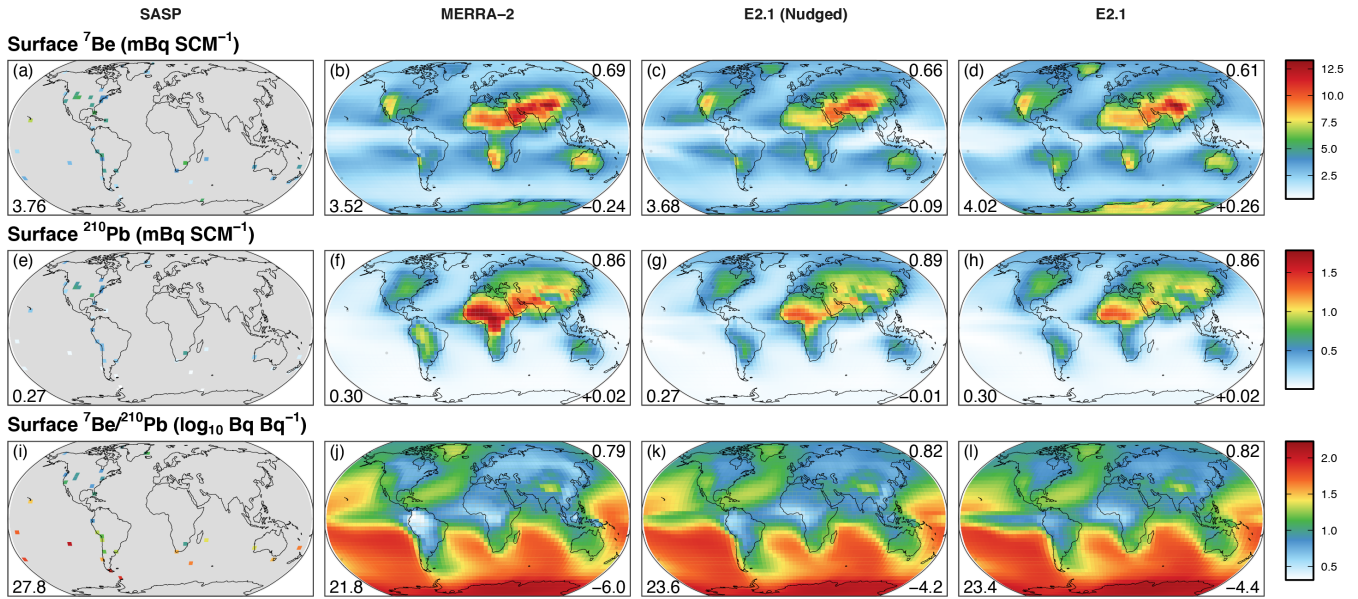 SASP MERRA−2 E2.1 (Nudged) E2.1
Surface ⁷Be (mBq SCM⁻¹)
(a) (b) 0.69 (c) 0.66 (d) 0.61
12.5
10.0
7.5
5.0
2.5
3.76 3.52 −0.24 3.68 −0.09 4.02 +0.26
Surface ²¹⁰Pb (mBq SCM⁻¹)
(e) (f) 0.86 (g) 0.89 (h) 0.86
1.5
1.0
0.5
0.27 0.30 +0.02 0.27 −0.01 0.30 +0.02
Surface ⁷Be/²¹⁰Pb (log₁₀ Bq Bq⁻¹)
(i) (j) 0.79 (k) 0.82 (l) 0.82
2.0
1.5
1.0
0.5
27.8 21.8 −6.0 23.6 −4.2 23.4 −4.4